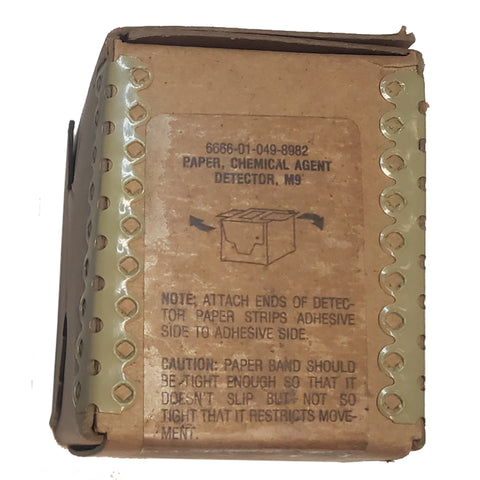 6666-01-049-8982
PAPER, CHEMICAL AGENT
DETECTOR, M9
NOTE: ATTACH ENDS OF DETEC-
TOR PAPER STRIPS ADHESIVE
SIDE TO ADHESIVE SIDE.
CAUTION: PAPER BAND SHOULD
BE TIGHT ENOUGH SO THAT IT
DOESN'T SLIP BUT NOT SO
TIGHT THAT IT RESTRICTS MOVE-
MENT.